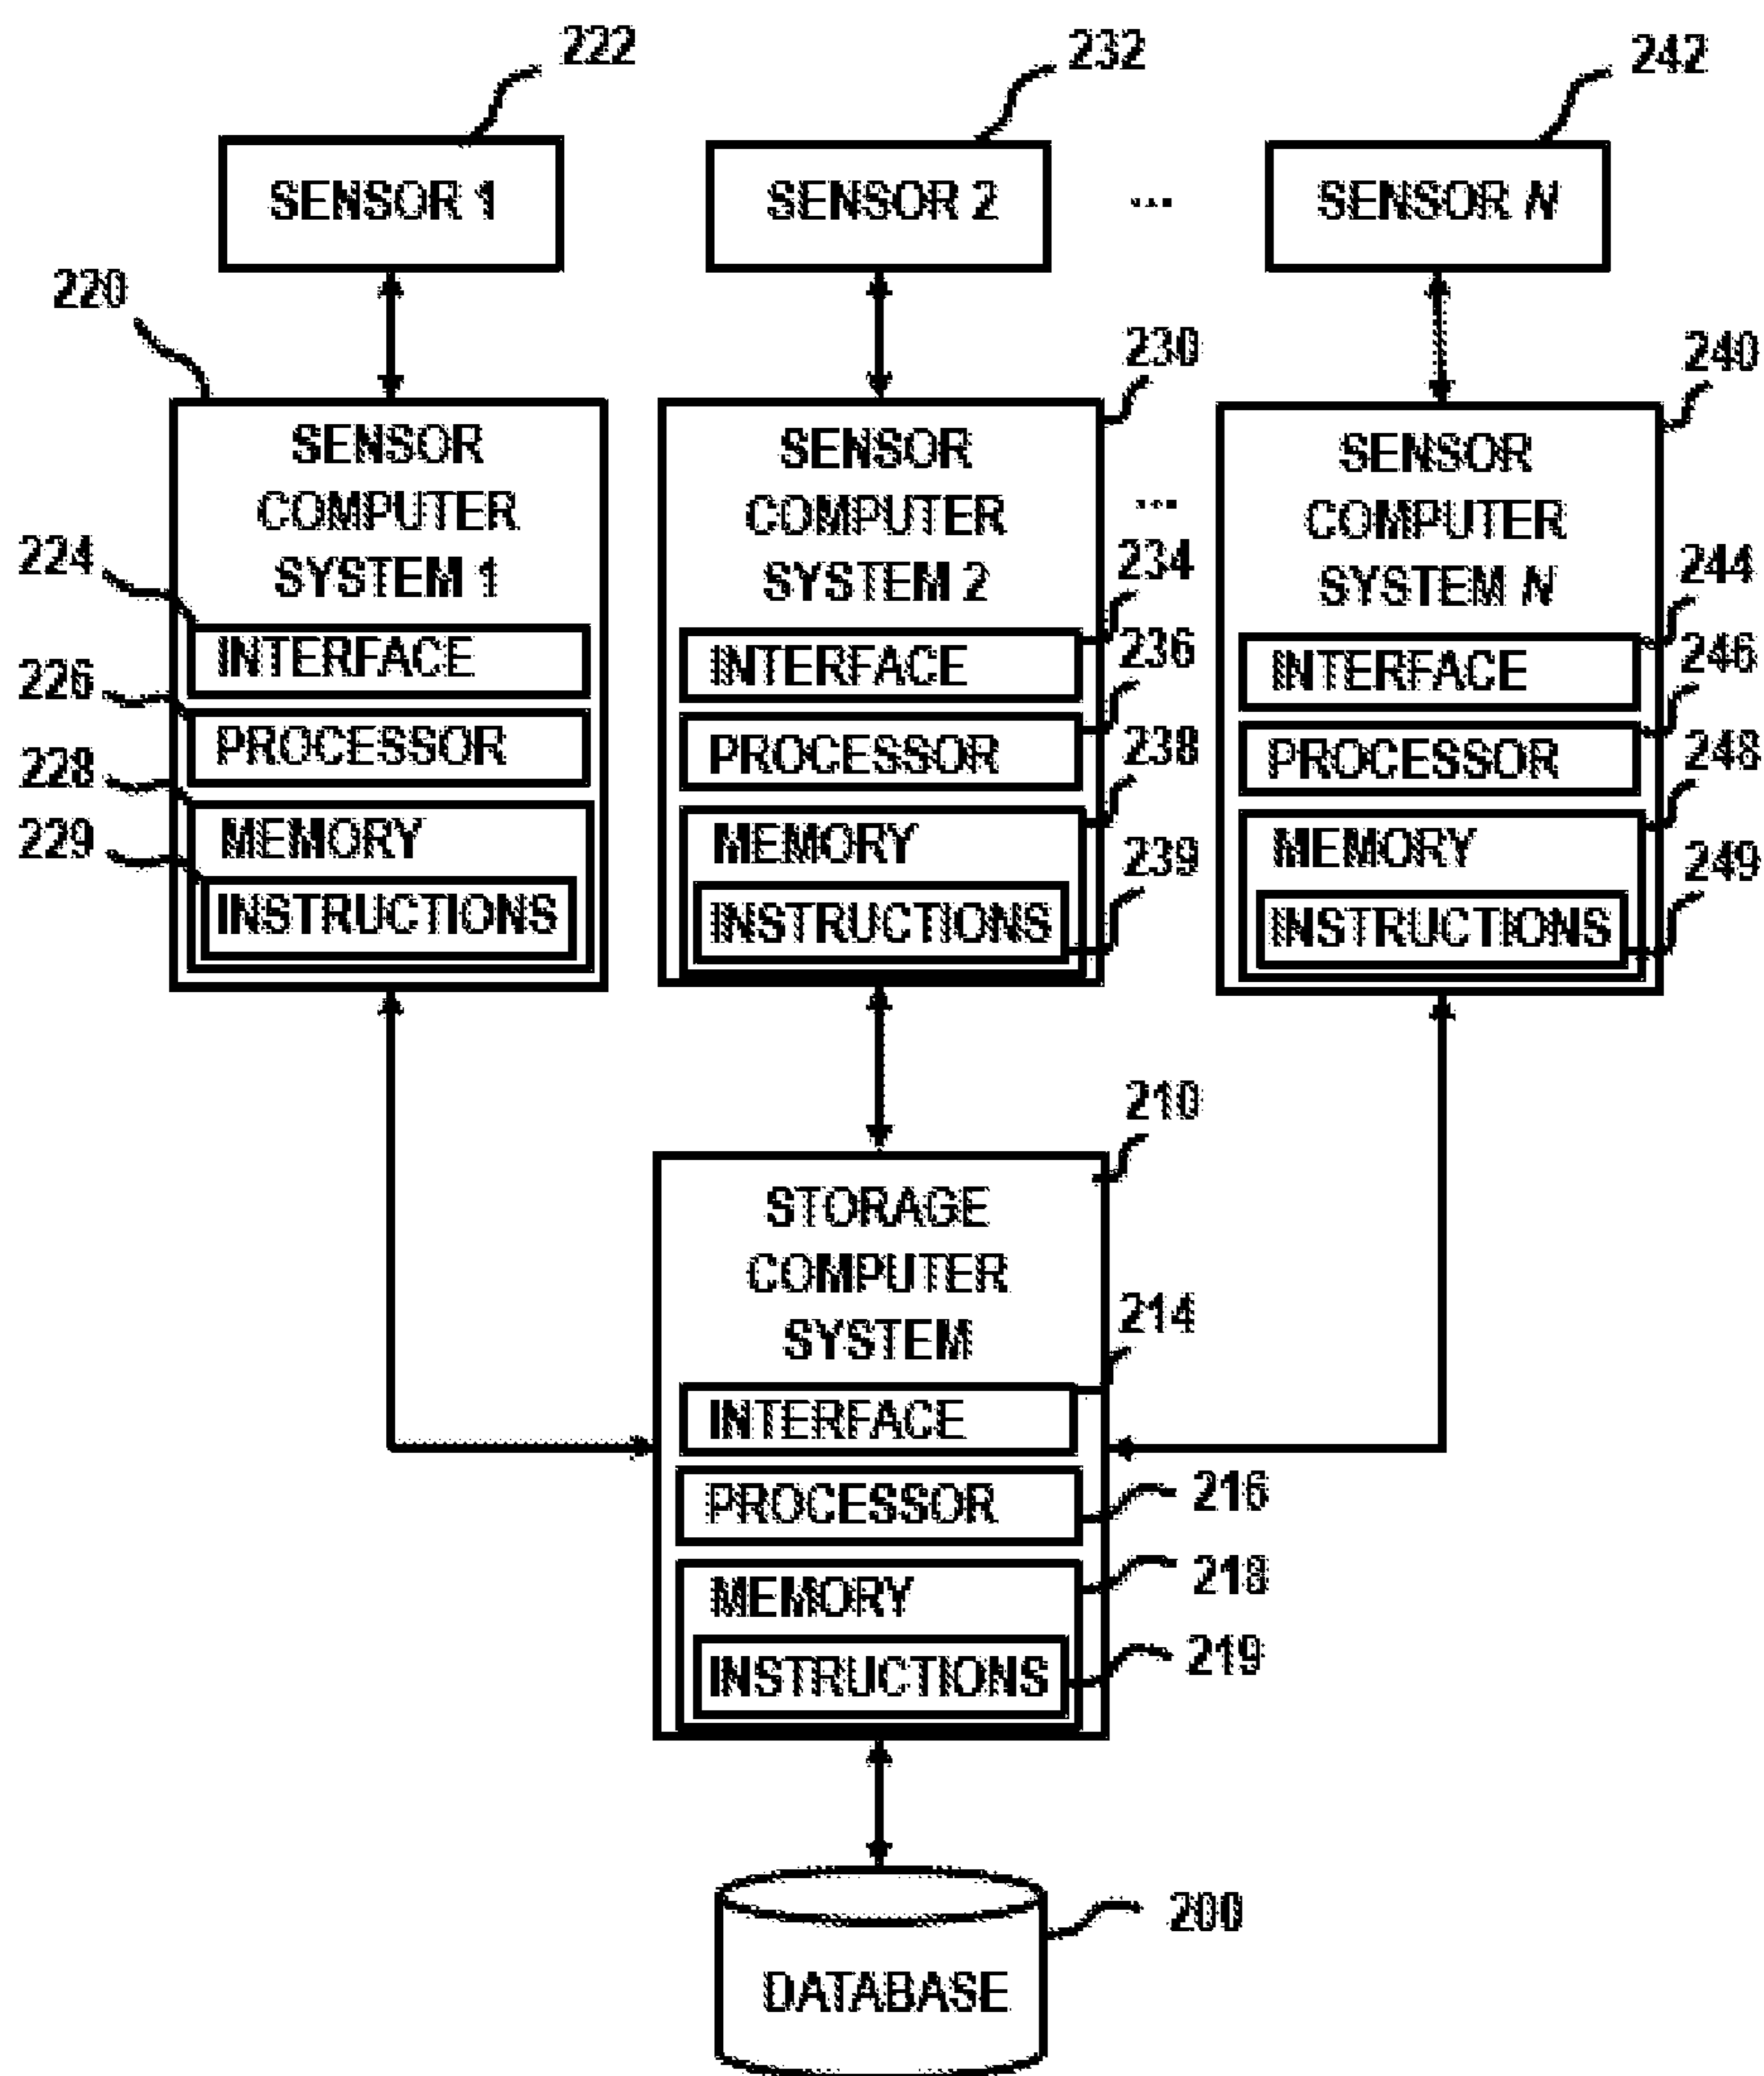 222
232
242
SENSOR 1
SENSOR 2
...
SENSOR N
220
230
240
SENSOR
COMPUTER
SYSTEM 1
224
INTERFACE
226
PROCESSOR
228
MEMORY
229
INSTRUCTIONS
SENSOR
COMPUTER
SYSTEM 2
...
234
INTERFACE
236
PROCESSOR
238
MEMORY
239
INSTRUCTIONS
SENSOR
COMPUTER
SYSTEM N
244
INTERFACE
246
PROCESSOR
248
MEMORY
249
INSTRUCTIONS
210
STORAGE
COMPUTER
SYSTEM
214
INTERFACE
PROCESSOR
216
MEMORY
218
INSTRUCTIONS
219
200
DATABASE